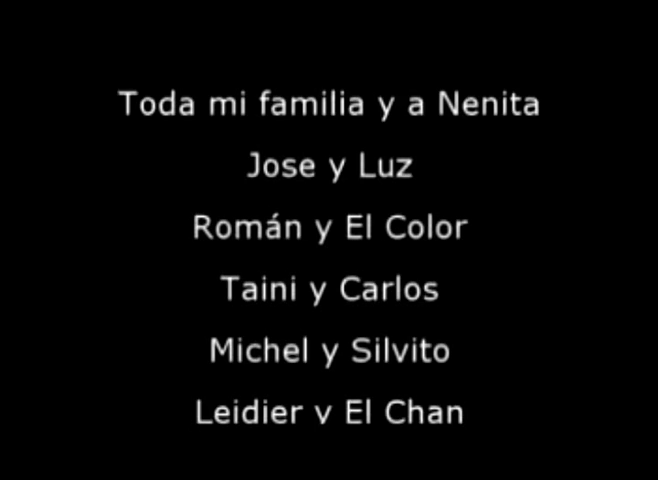 Toda mi familia y a Nenita
Jose y Luz
Román y El Color
Taini y Carlos
Michel y Silvito
Leidier y El Chan